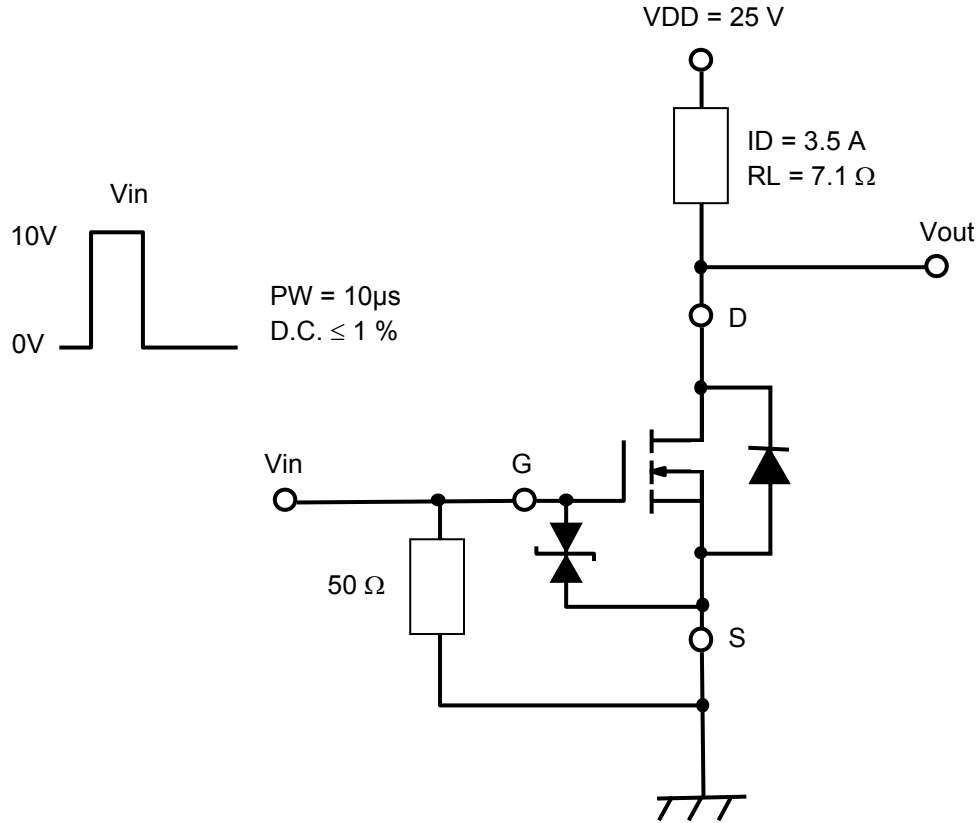 VDD = 25 V
ID = 3.5 A
RL = 7.1 Ω
Vin
10V
Vout
PW = 10μs
D.C. ≤ 1 %
0V
D
Vin
G
50 Ω
S